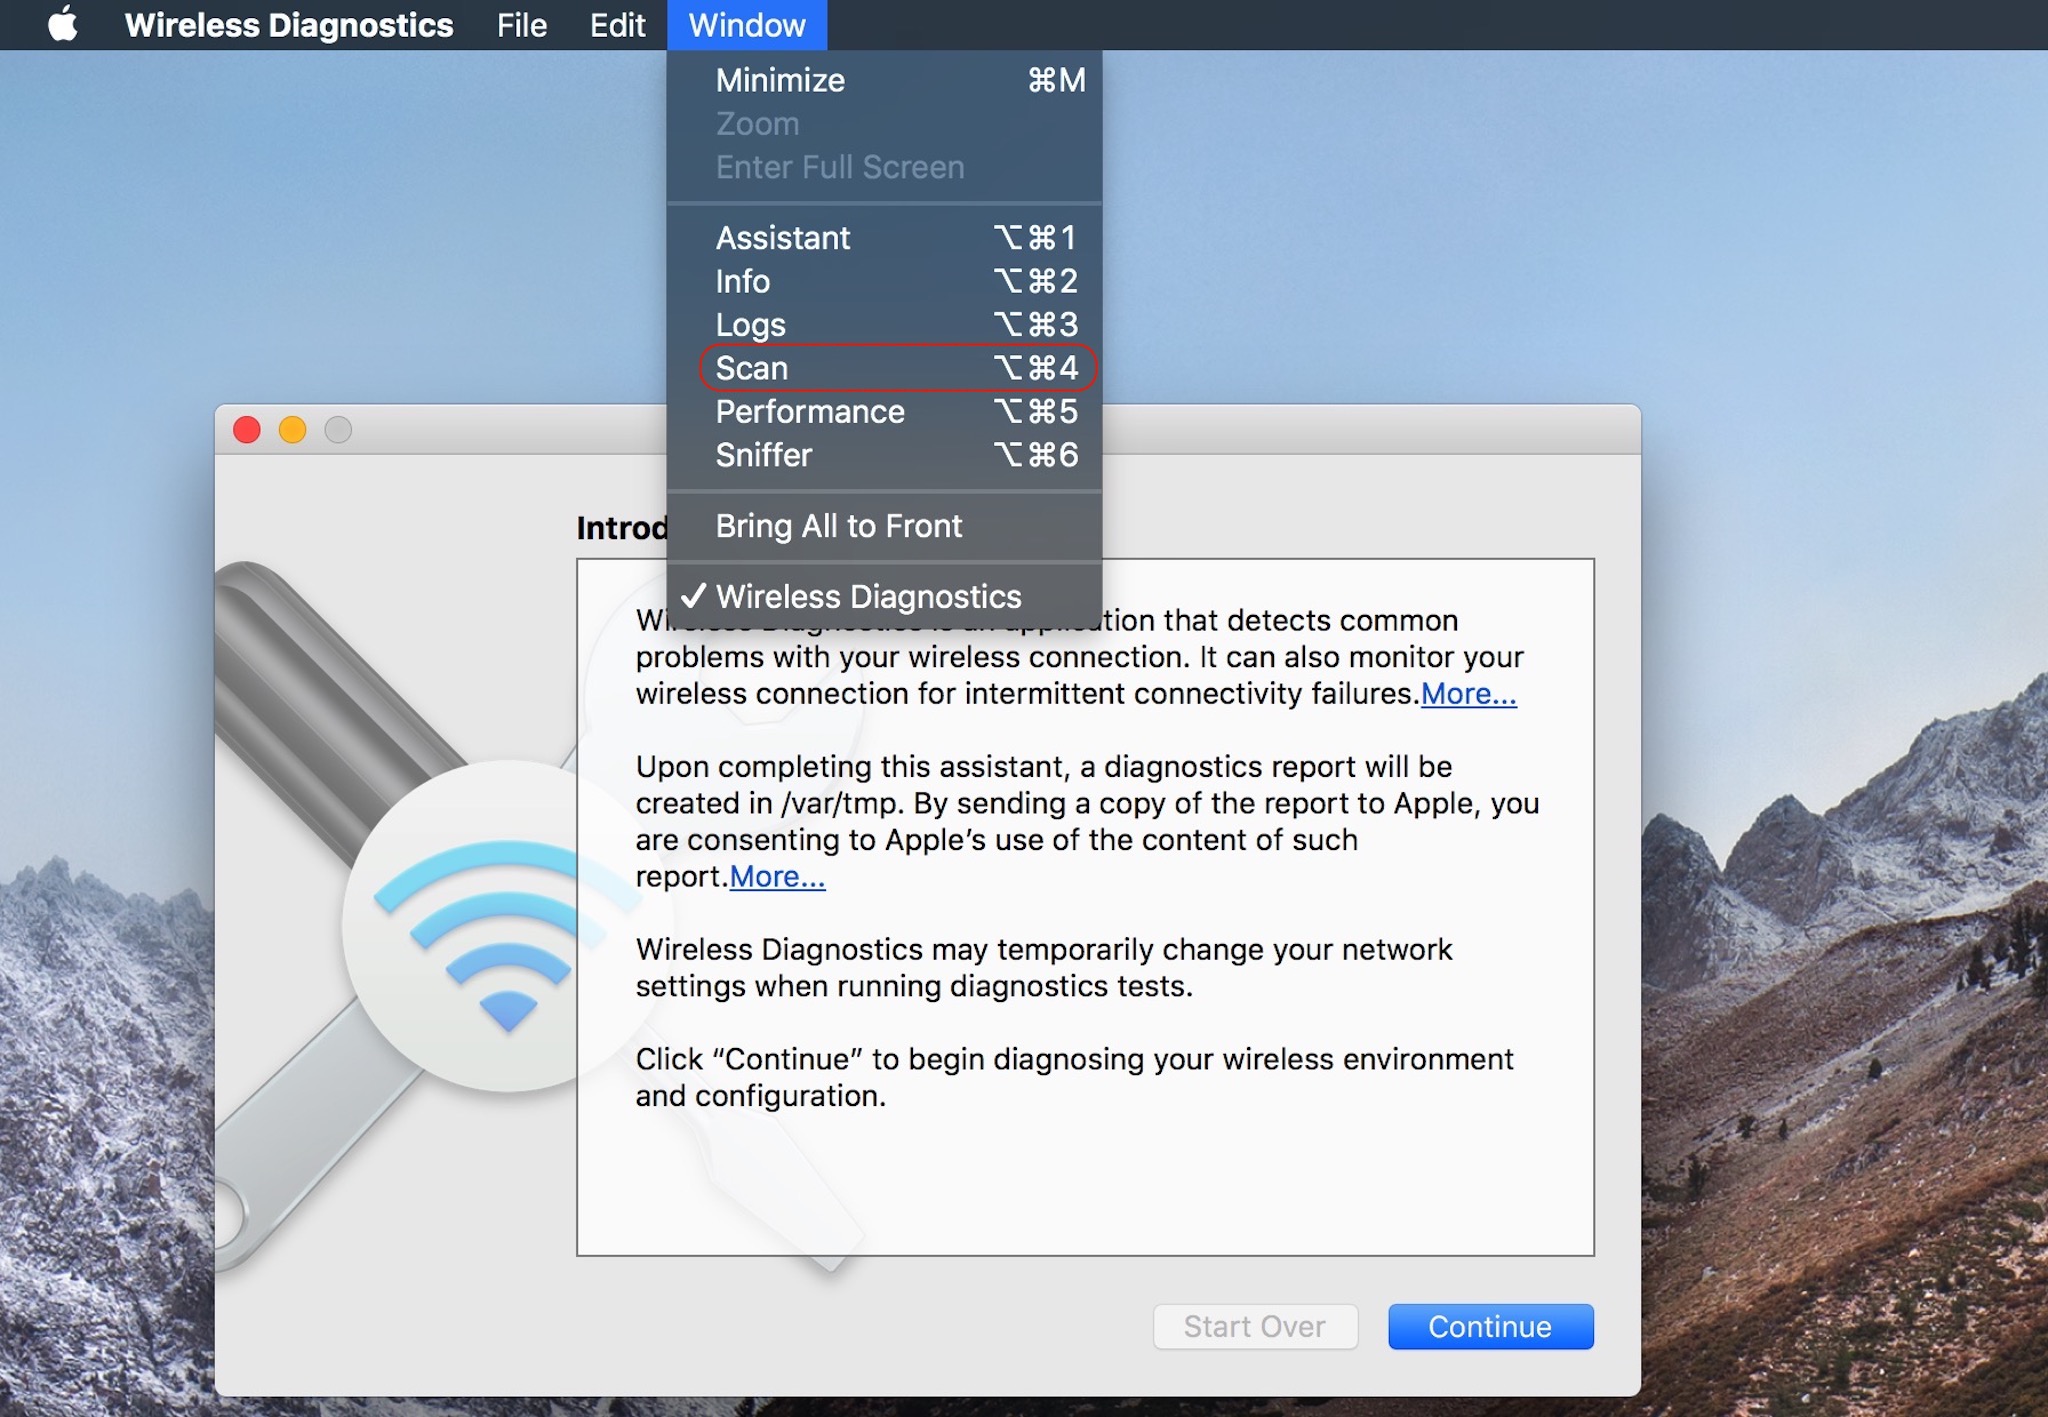 Wireless Diagnostics File Edit Window
Minimize ⌘M
Zoom
Enter Full Screen
Assistant ⌥⌘1
Info ⌥⌘2
Logs ⌥⌘3
Scan ⌥⌘4
Performance ⌥⌘5
Sniffer ⌥⌘6
Bring All to Front
✓ Wireless Diagnostics
Introd
Wireless Diagnostics is an application that detects common
problems with your wireless connection. It can also monitor your
wireless connection for intermittent connectivity failures.More...
Upon completing this assistant, a diagnostics report will be
created in /var/tmp. By sending a copy of the report to Apple, you
are consenting to Apple’s use of the content of such
report.More...
Wireless Diagnostics may temporarily change your network
settings when running diagnostics tests.
Click “Continue” to begin diagnosing your wireless environment
and configuration.
Start Over Continue